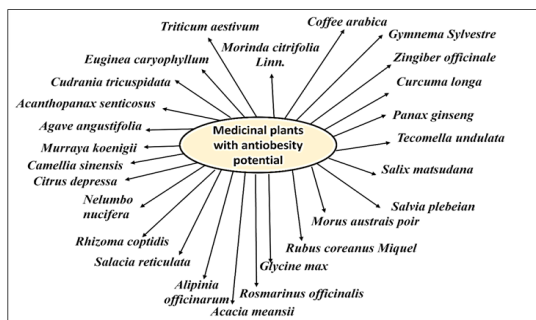 Triticum aestivum
Coffee arabica
Euginea caryophyllum
Morinda citrifolia
Linn.
Gymnema Sylvestre
Cudrania tricuspidata
Zingiber officinale
Acanthopanax senticosus
Curcuma longa
Agave angustifolia
Panax ginseng
Murraya koenigii
Medicinal plants
with antiobesity
potential
Tecomella undulata
Camellia sinensis
Salix matsudana
Citrus depressa
Nelumbo
nucifera
Salvia plebeian
Morus austrais poir
Rhizoma coptidis
Rubus coreanus Miquel
Salacia reticulata
Glycine max
Alipinia
officinarum
Rosmarinus officinalis
Acacia meansii